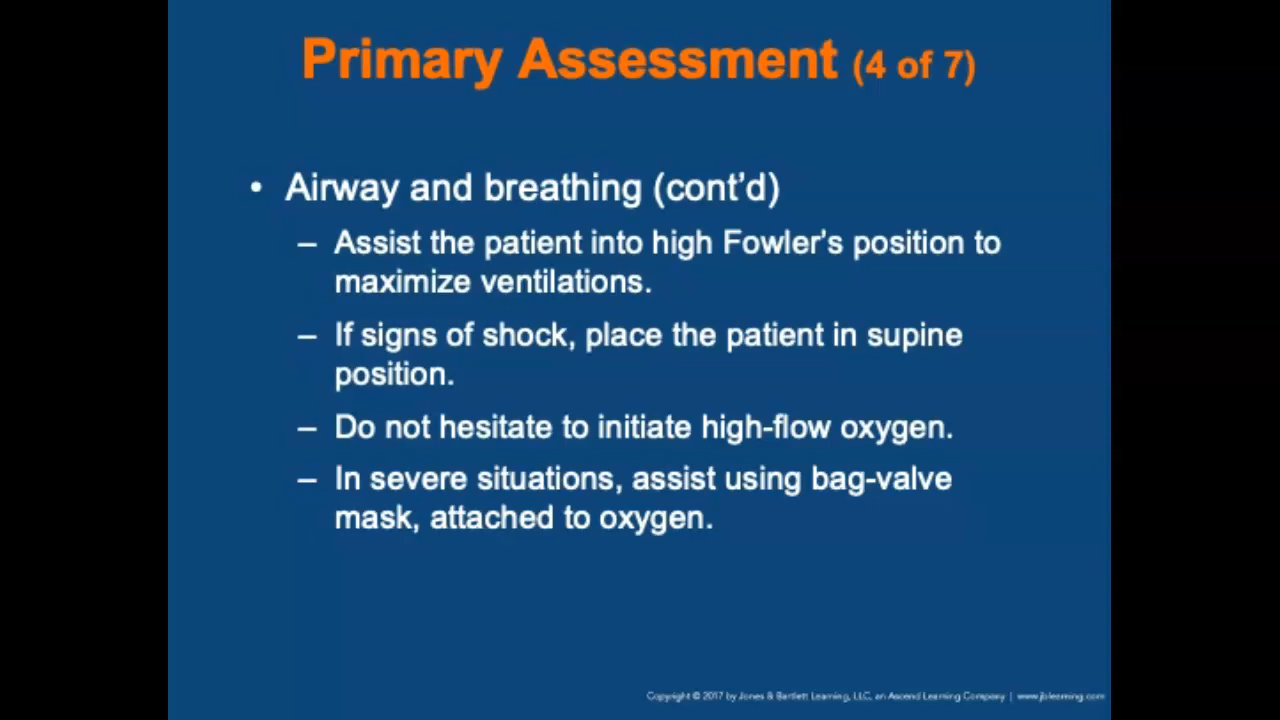 Primary Assessment (4 of 7)
• Airway and breathing (cont’d)
– Assist the patient into high Fowler’s position to
maximize ventilations.
– If signs of shock, place the patient in supine
position.
– Do not hesitate to initiate high-flow oxygen.
– In severe situations, assist using bag-valve
mask, attached to oxygen.
Copyright © 2017 by Jones & Bartlett Learning, LLC, an Ascend Learning Company | www.jblearning.com